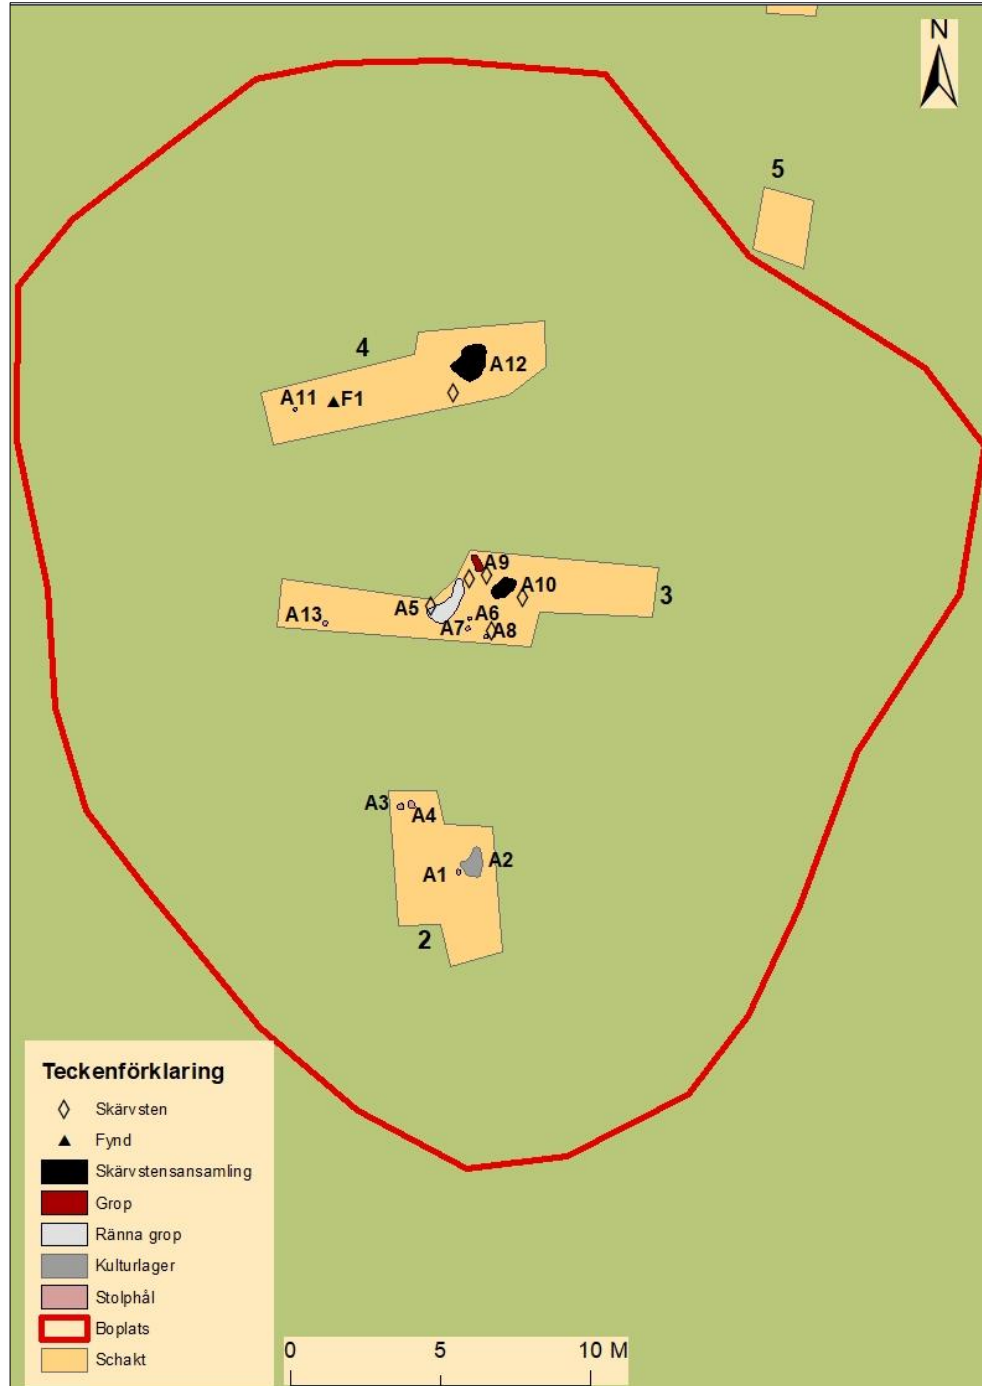 N
5
4
A12
A11
F1
A9
A10
3
A5
A6
A13
A7
A8
A3
A4
A2
A1
2
Teckenförklaring
Skärvsten
Fynd
Skärvstensansamling
Grop
Ränna grop
Kulturlager
Stolphål
Boplats
Schakt
0 5 10 M